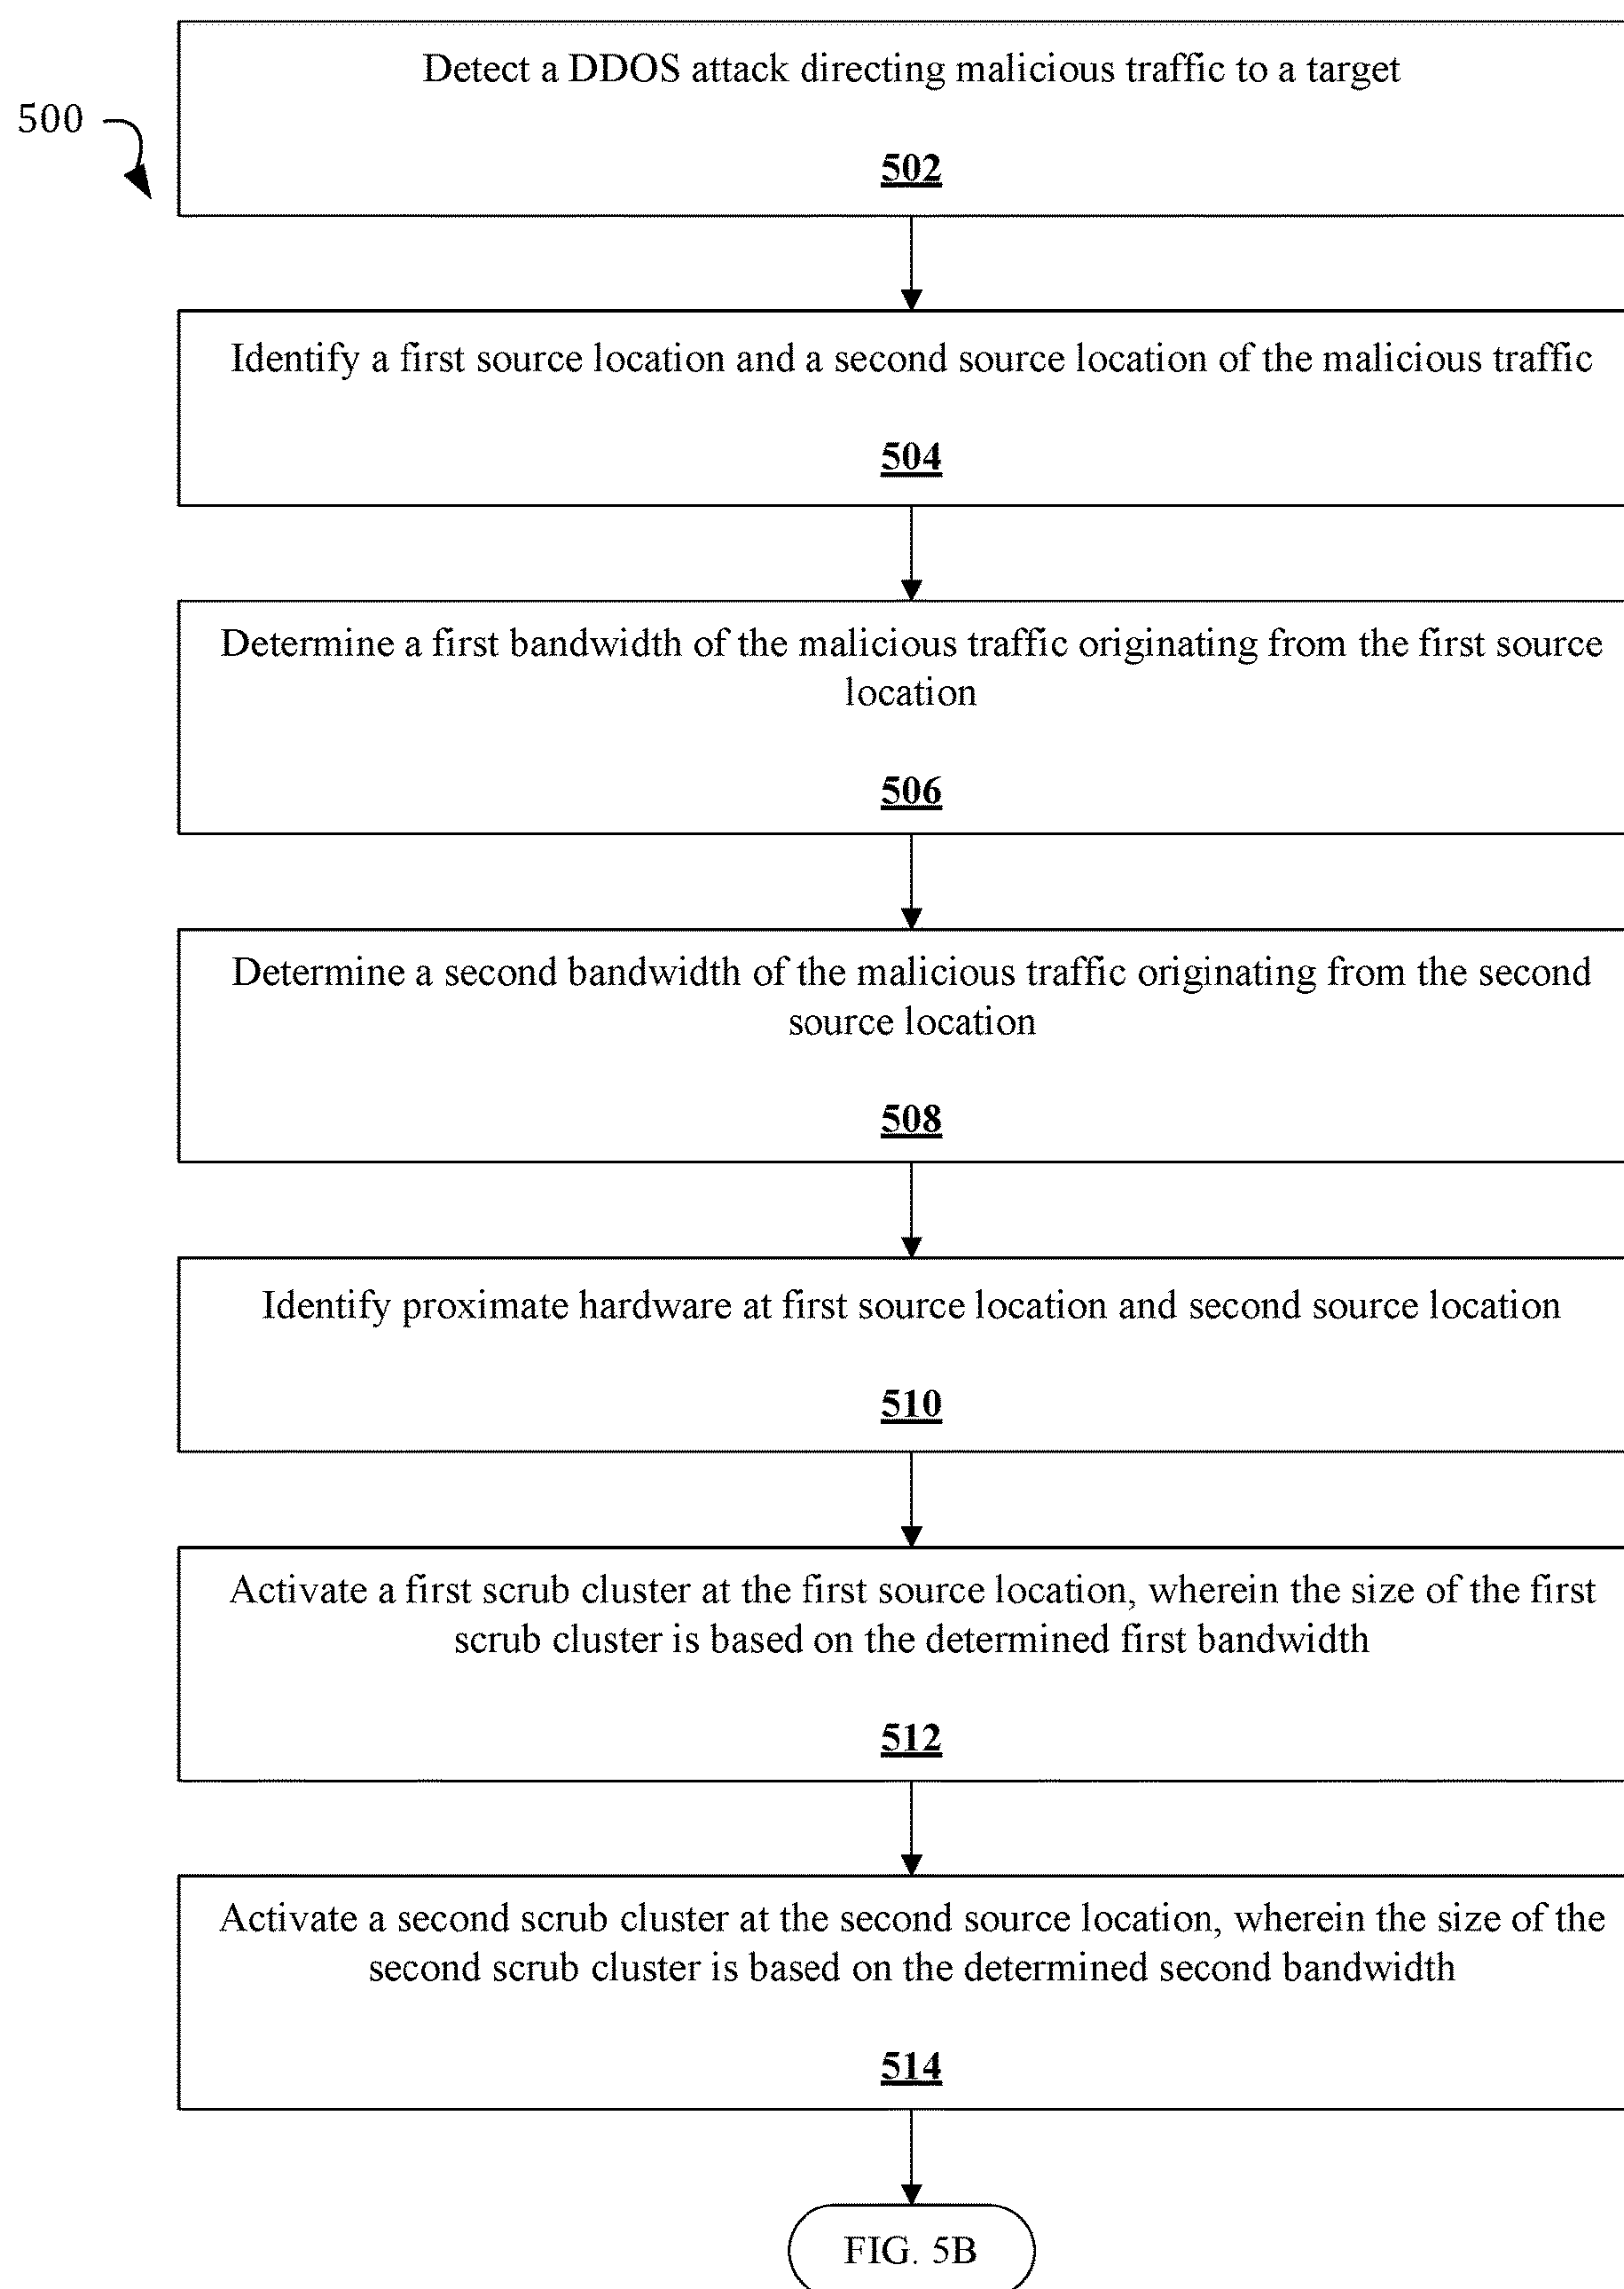 Detect a DDOS attack directing malicious traffic to a target
500
502
Identify a first source location and a second source location of the malicious traffic
504
Determine a first bandwidth of the malicious traffic originating from the first source
location
506
Determine a second bandwidth of the malicious traffic originating from the second
source location
508
Identify proximate hardware at first source location and second source location
510
Activate a first scrub cluster at the first source location, wherein the size of the first
scrub cluster is based on the determined first bandwidth
512
Activate a second scrub cluster at the second source location, wherein the size of the
second scrub cluster is based on the determined second bandwidth
514
FIG. 5B